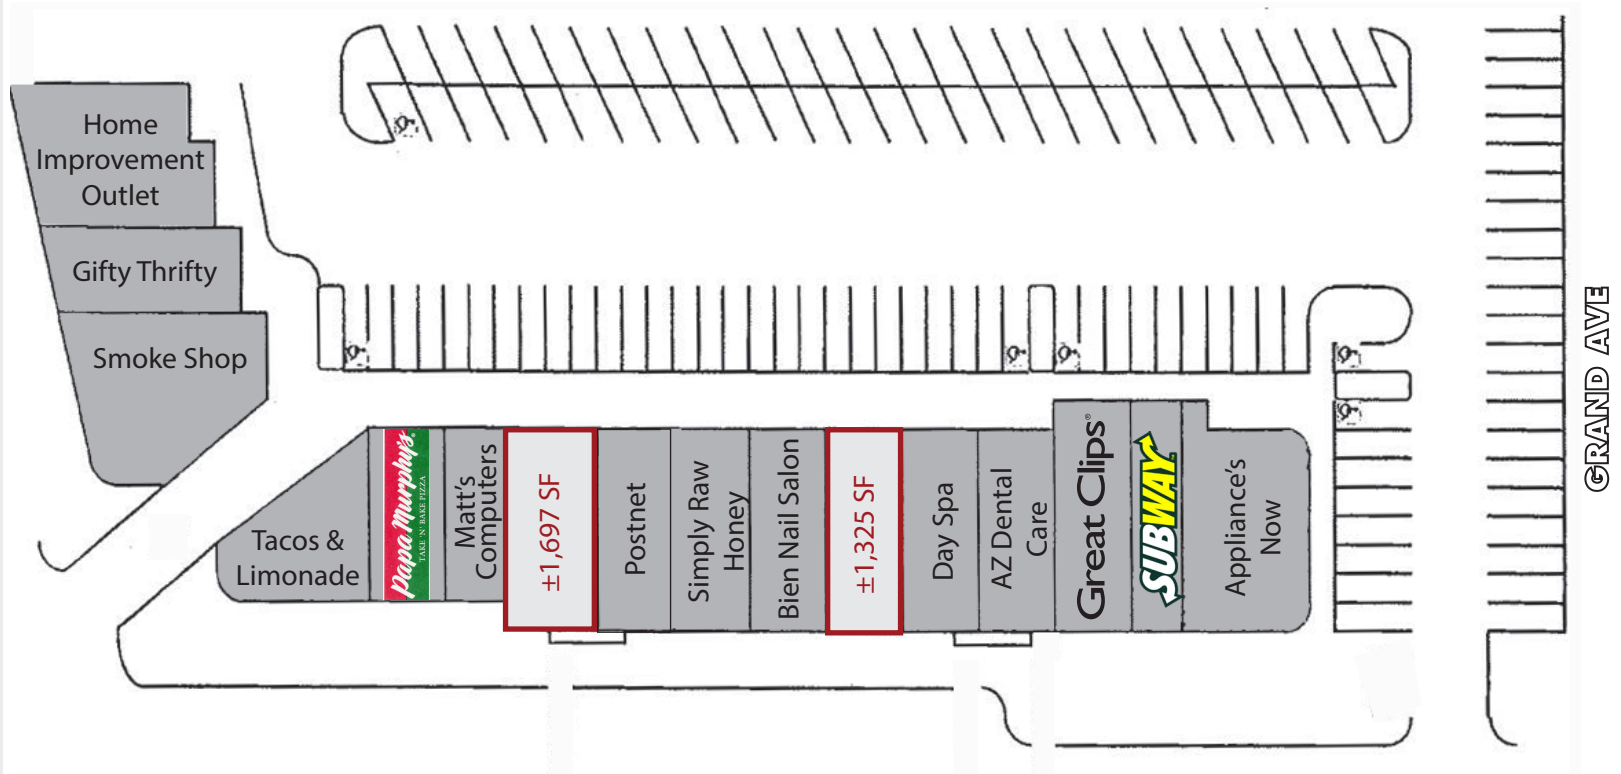 Home
Improvement
Outlet
Gifty Thrifty
Smoke Shop
Tacos &
Limonade
Papa Murphy's®
TAKE 'N' BAKE PIZZA
Matt's
Computers
±1,697 SF
Postnet
Simply Raw
Honey
Bien Nail Salon
±1,325 SF
Day Spa
AZ Dental
Care
Great Clips®
SUBWAY
Appliance's
Now
GRAND AVE